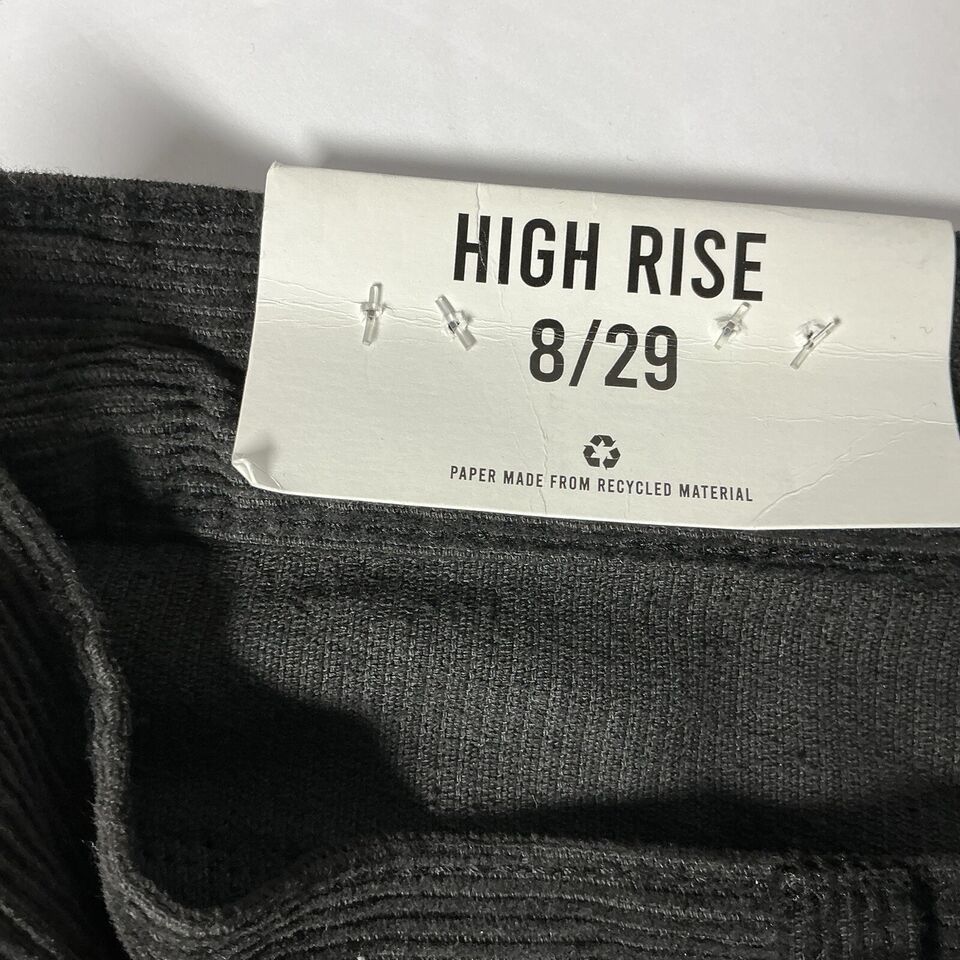 HIGH RISE
8/29
PAPER MADE FROM RECYCLED MATERIAL